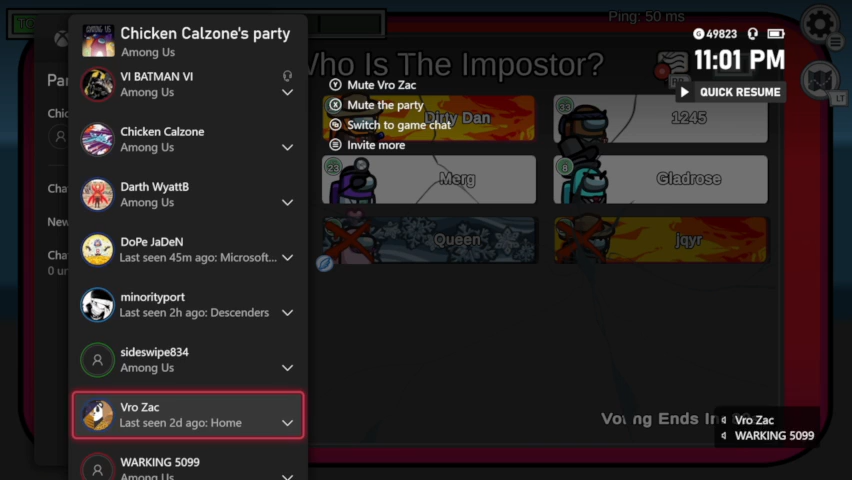 Ping: 50 ms
Chicken Calzone's party
Among Us
49823
11:01 PM
QUICK RESUME
Who Is The Impostor?
VI BATMAN VI
Among Us
Mute Vro Zac
Mute the party
Switch to game chat
Invite more
Chicken Calzone
Among Us
Dirty Dan
33
1245
LT
Darth WyattB
Among Us
23
Merg
8
Gladrose
DoPe JaDeN
Last seen 45m ago: Microsoft...
Queen
jqyr
minorityport
Last seen 2h ago: Descenders
sideswipe834
Among Us
Vro Zac
Last seen 2d ago: Home
Vro Zac
WARKING 5099
WARKING 5099
Among Us